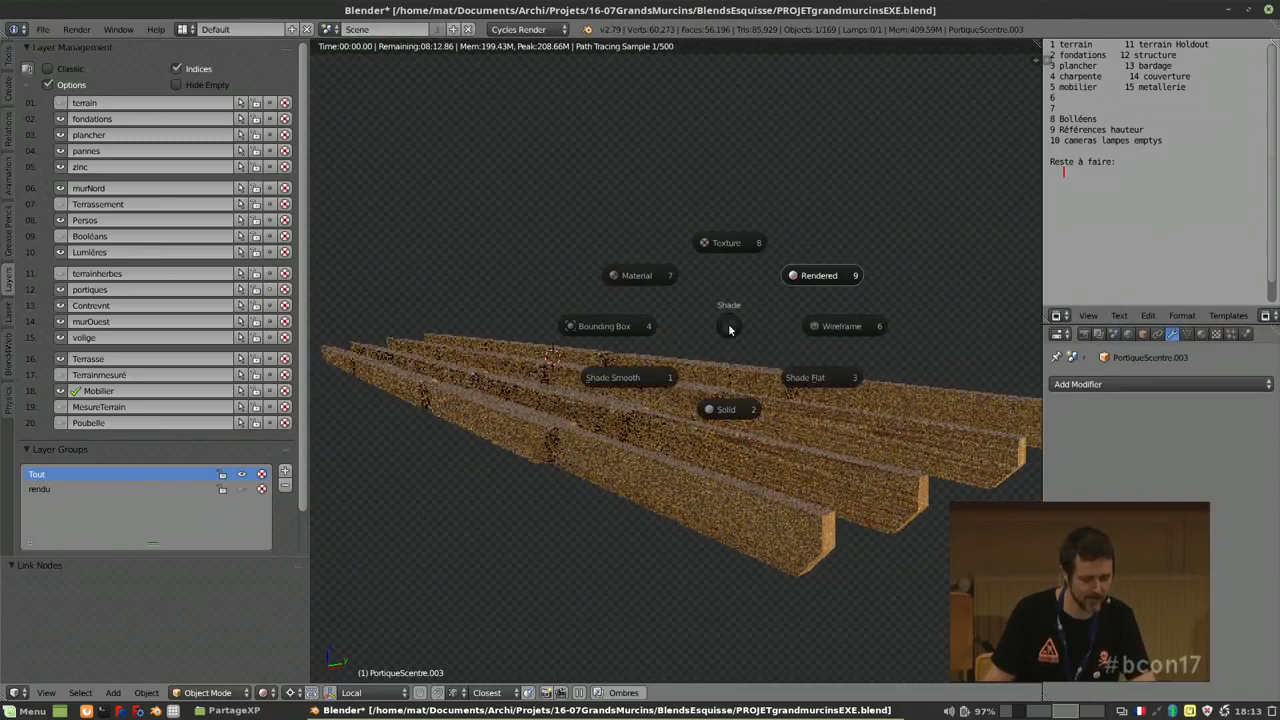 Blender* [/home/mat/Documents/Archi/Projets/16-07GrandsMurcins/BlendsEsquisse/PROJETgrandmurcinsEXE.blend]
File Render Window Help Default Scene Cycles Render v2.79 | Verts:60,273 | Faces:56,196 | Tris:85,929 | Objects:1/169 | Lamps:0/1 | Mem:409.59M | PortiqueScentre.003
Time:00:00.00 | Remaining:08:12.86 | Mem:199.43M, Peak:208.66M | Path Tracing Sample 1/500
Tools
Create
Relations
Animation
Grease Pencil
Layers
Layer
Blend4Web
Physics
Layer Management
Classic Indices
Options Hide Empty
01. terrain
02. fondations
03. plancher
04. pannes
05. zinc
06. murNord
07. Terrassement
08. Persos
09. Booléans
10. Lumières
11. terrainherbes
12. portiques
13. Contrevnt
14. murOuest
15. volige
16. Terrasse
17. Terrainmesuré
18. Mobilier
19. MesureTerrain
20. Poubelle
Layer Groups
Tout
rendu
Link Nodes
Texture 8
Material 7
Rendered 9
Shade
Bounding Box 4
Wireframe 6
Shade Smooth 1
Shade Flat 3
Solid 2
1 terrain 11 terrain Holdout
2 fondations 12 structure
3 plancher 13 bardage
4 charpente 14 couverture
5 mobilier 15 metallerie
6
7
8 Bolléens
9 Références hauteur
10 cameras lampes emptys
Reste à faire:
View Text Edit Format Templates
PortiqueScentre.003
Add Modifier
#bcon17
y
(1) PortiqueScentre.003
View Select Add Object Object Mode Local Closest Ombres
Menu PartageXP Blender* [/home/mat/Documents/Archi/Projets/16-07GrandsMurcins/BlendsEsquisse/PROJETgrandmurcinsEXE.blend] 97% 18:13